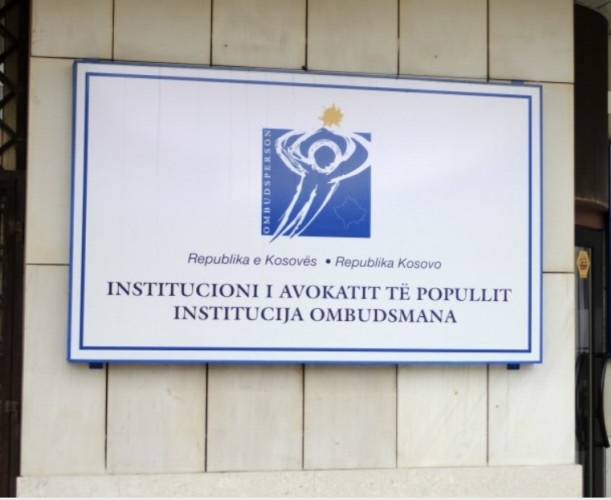 OMBUDSPERSON
Republika e Kosovës • Republika Kosovo
INSTITUCIONI I AVOKATIT TË POPULLIT
INSTITUCIJA OMBUDSMANA